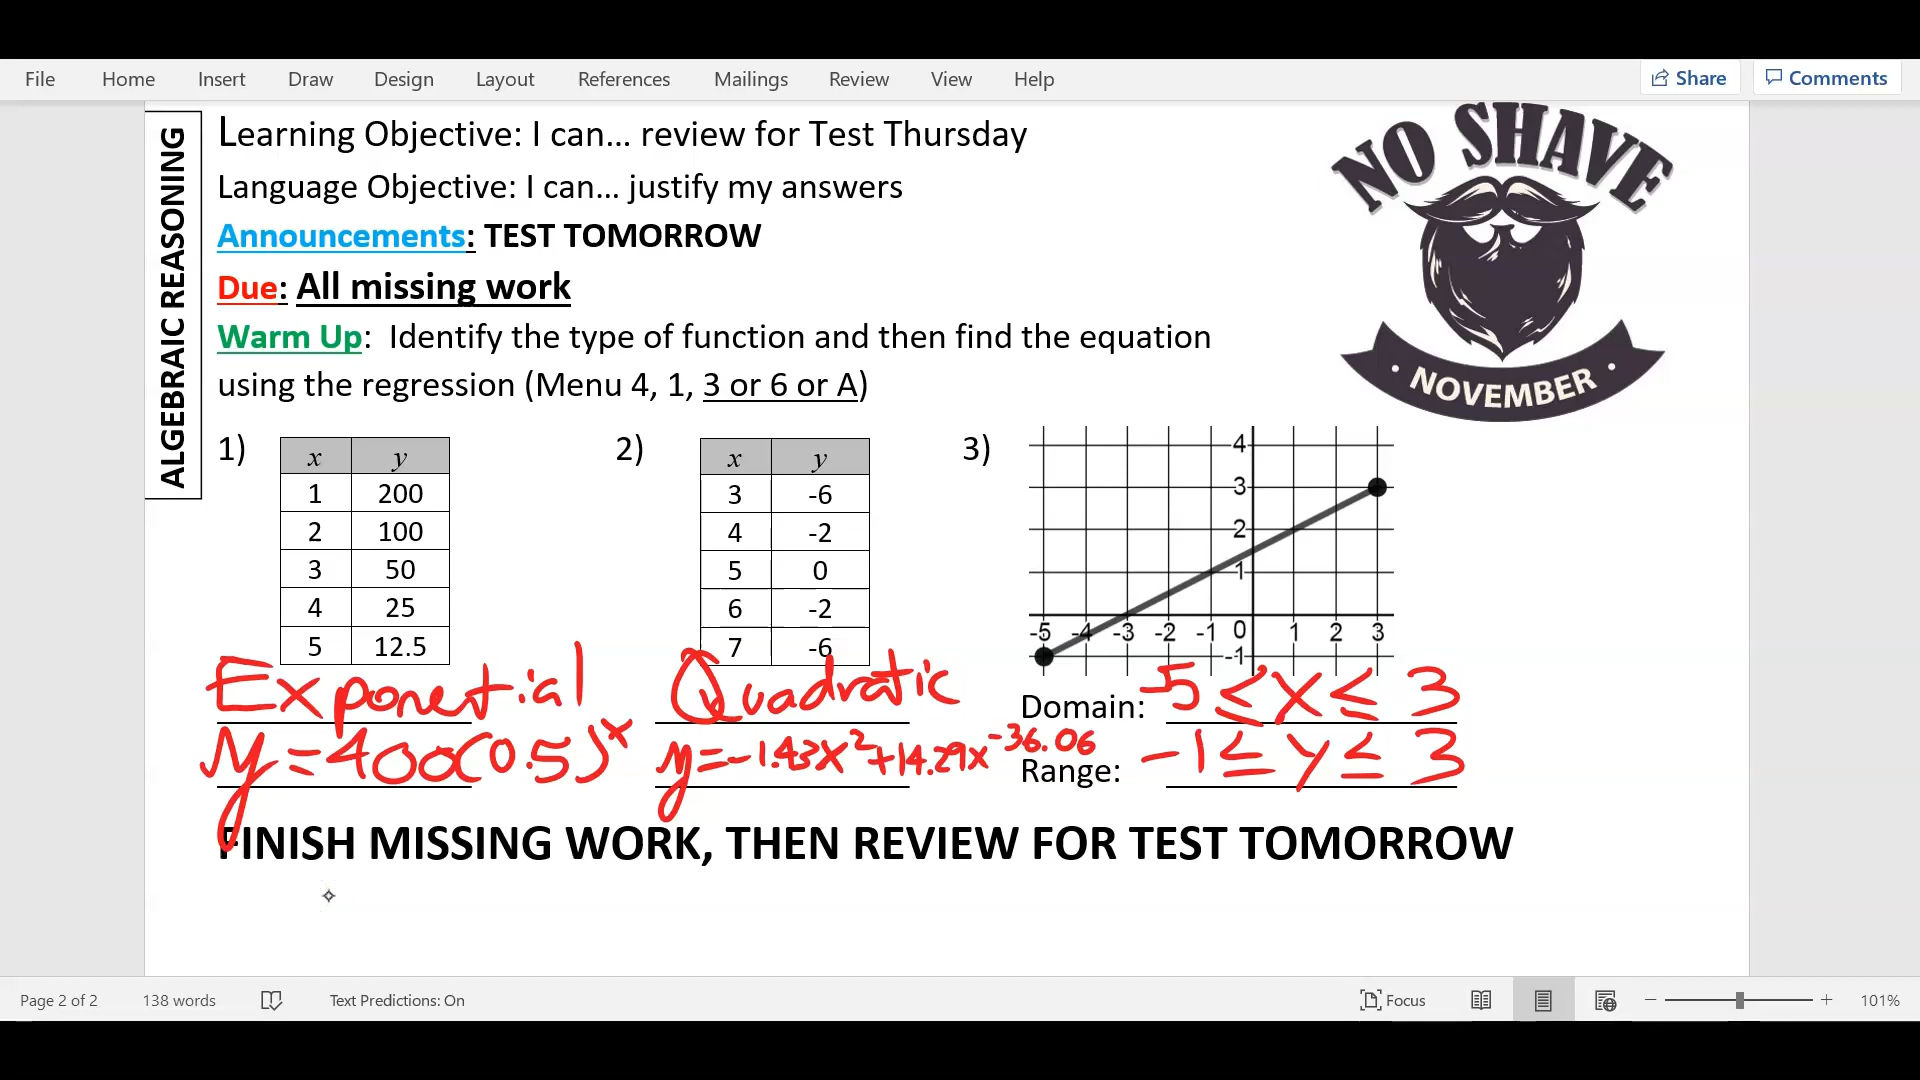 File Home Insert Draw Design Layout References Mailings Review View Help Share Comments
ALGEBRAIC REASONING
Learning Objective: I can... review for Test Thursday
Language Objective: I can... justify my answers
Announcements: TEST TOMORROW
Due: All missing work
Warm Up: Identify the type of function and then find the equation
using the regression (Menu 4, 1, 3 or 6 or A)
NO SHAVE
• NOVEMBER •
1)
x y
1 200
2 100
3 50
4 25
5 12.5
Exponential
y=400(0.5)^x
2)
x y
3 -6
4 -2
5 0
6 -2
7 -6
Quadratic
y=-1.43x²+14.29x-36.06
3)
4
3
2
1
-5 -4 -3 -2 -1 0 1 2 3
-1
Domain: -5≤x≤3
Range: -1≤y≤3
FINISH MISSING WORK, THEN REVIEW FOR TEST TOMORROW
Page 2 of 2 138 words Text Predictions: On Focus 101%